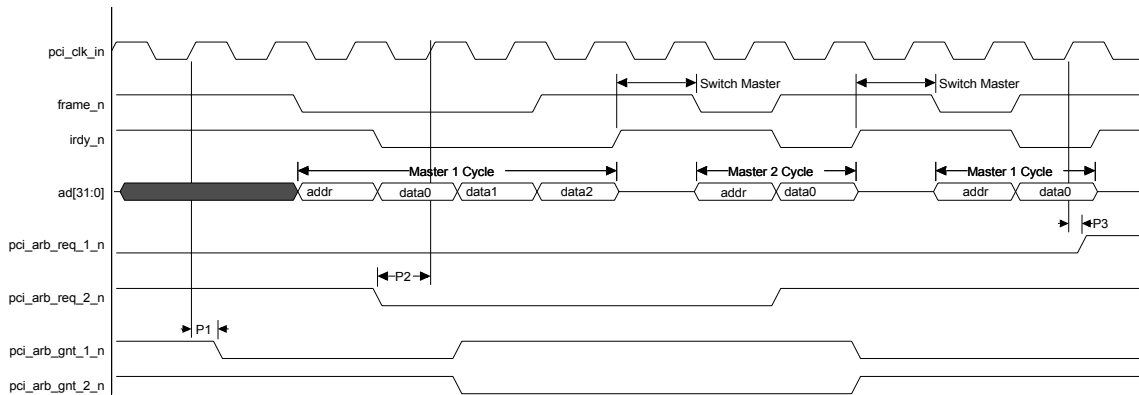 pci_clk_in
Switch Master
Switch Master
frame_n
irdy_n
Master 1 Cycle
Master 2 Cycle
Master 1 Cycle
ad[31:0]
addr
data0
data1
data2
addr
data0
addr
data0
P3
pci_arb_req_1_n
P2
pci_arb_req_2_n
P1
pci_arb_gnt_1_n
pci_arb_gnt_2_n